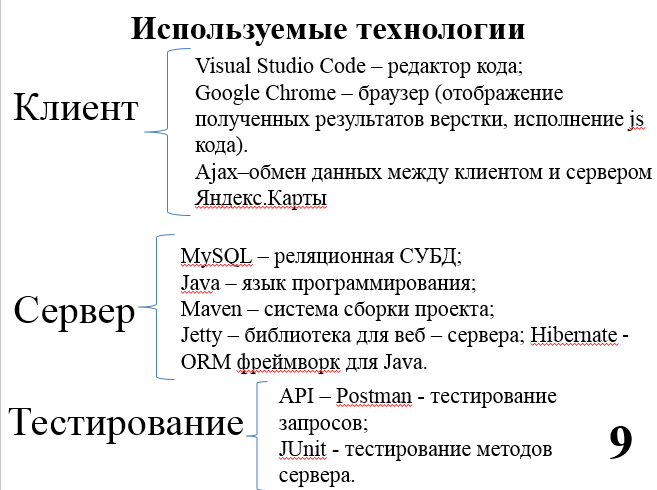 Используемые технологии
Клиент
Visual Studio Code – редактор кода;
Google Chrome – браузер (отображение
полученных результатов верстки, исполнение js
кода).
Ajax–обмен данных между клиентом и сервером
Яндекс.Карты
Сервер
MySQL – реляционная СУБД;
Java – язык программирования;
Maven – система сборки проекта;
Jetty – библиотека для веб – сервера; Hibernate -
ORM фреймворк для Java.
Тестирование
API – Postman - тестирование
запросов;
JUnit - тестирование методов
сервера.
9